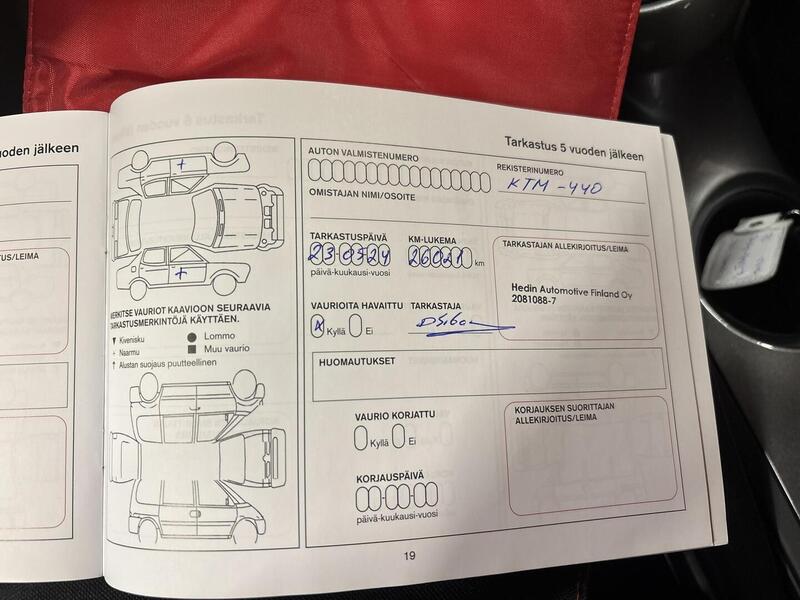 uoden jälkeen
TUS/LEIMA
Tarkastus 5 vuoden jälkeen
AUTON VALMISTENUMERO
REKISTERINUMERO
KTM-440
OMISTAJAN NIMI/OSOITE
TARKASTUSPÄIVÄ
23-05-24
päivä-kuukausi-vuosi
KM-LUKEMA
26021 km
TARKASTAJAN ALLEKIRJOITUS/LEIMA
Hedin Automotive Finland Oy
2081088-7
VAURIOITA HAVAITTU
x Kyllä Ei
TARKASTAJA
MERKITSE VAURIOT KAAVIOON SEURAAVIA
TARKASTUSMERKINTÖJÄ KÄYTTÄEN.
Kivenisku
Lommo
+ Naarmu
Muu vaurio
Alustan suojaus puutteellinen
HUOMAUTUKSET
VAURIO KORJATTU
Kyllä Ei
KORJAUKSEN SUORITTAJAN
ALLEKIRJOITUS/LEIMA
KORJAUSPÄIVÄ
päivä-kuukausi-vuosi
19